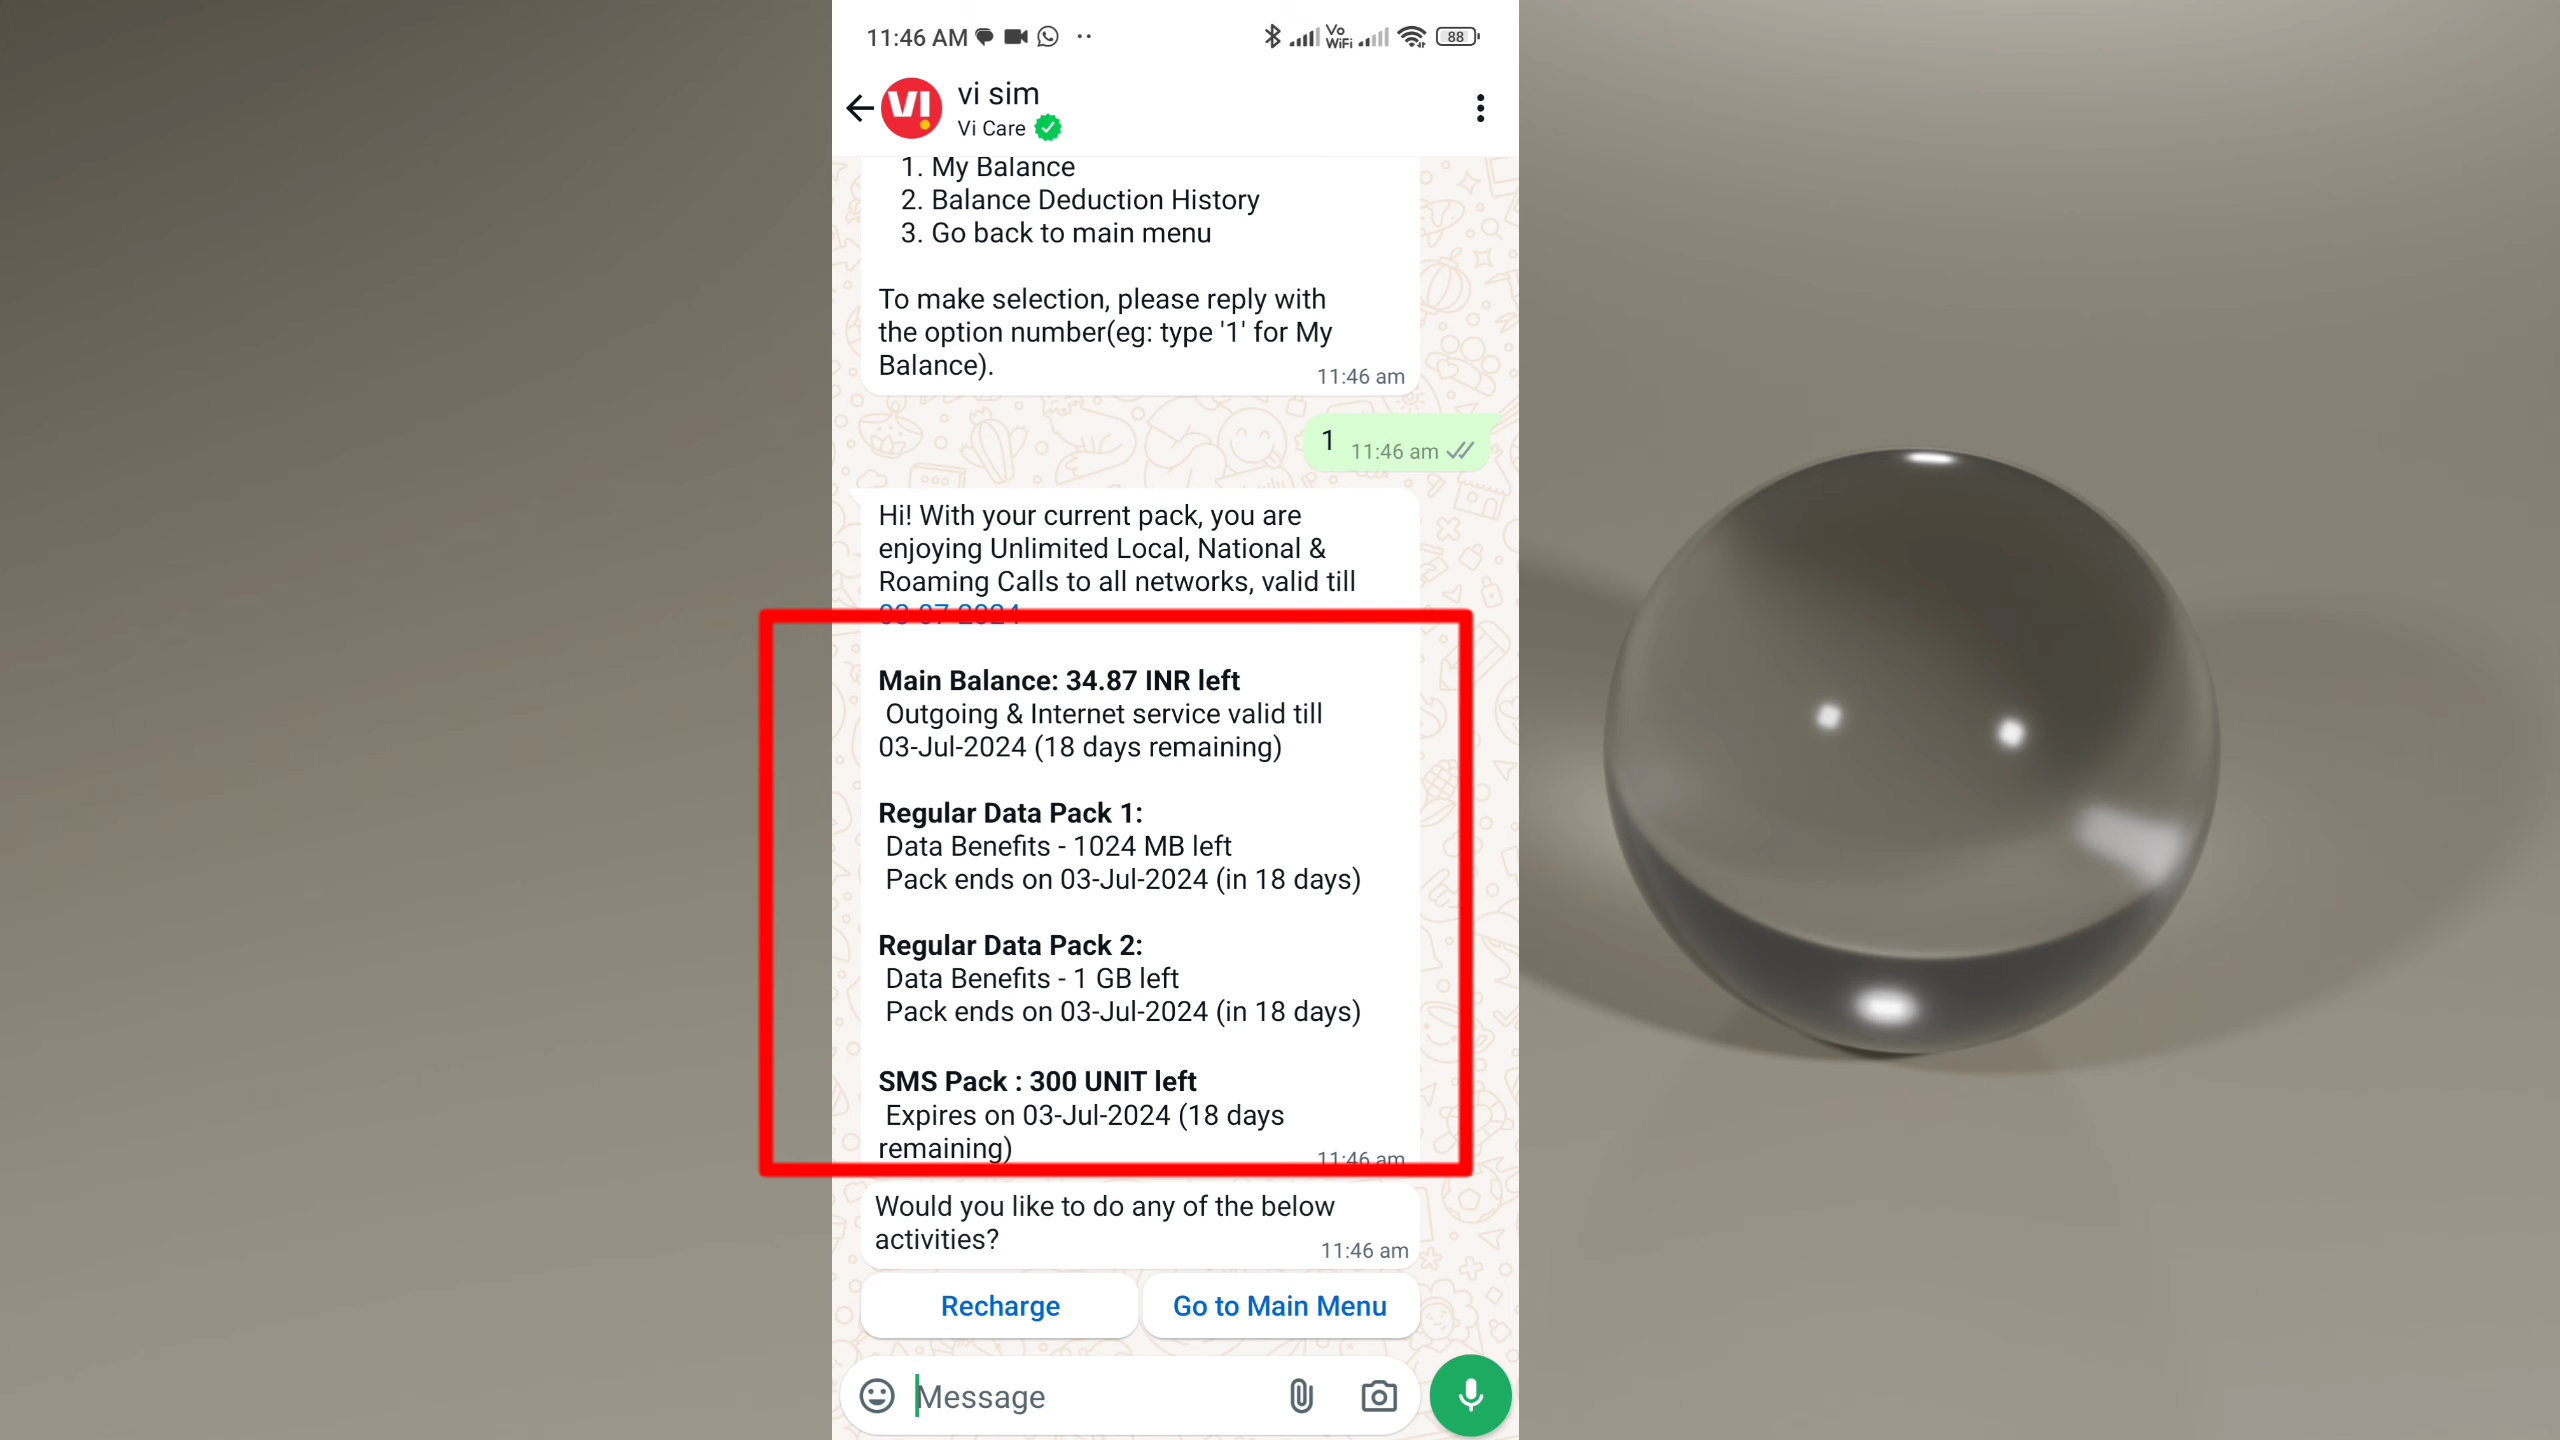 11:46 AM
Vo
WiFi
88
VI
vi sim
Vi Care
1. My Balance
2. Balance Deduction History
3. Go back to main menu
To make selection, please reply with
the option number(eg: type '1' for My
Balance).
11:46 am
1
11:46 am
Hi! With your current pack, you are
enjoying Unlimited Local, National &
Roaming Calls to all networks, valid till
03-07-2024
Main Balance: 34.87 INR left
Outgoing & Internet service valid till
03-Jul-2024 (18 days remaining)
Regular Data Pack 1:
Data Benefits - 1024 MB left
Pack ends on 03-Jul-2024 (in 18 days)
Regular Data Pack 2:
Data Benefits - 1 GB left
Pack ends on 03-Jul-2024 (in 18 days)
SMS Pack : 300 UNIT left
Expires on 03-Jul-2024 (18 days
remaining)
11:46 am
Would you like to do any of the below
activities?
11:46 am
Recharge
Go to Main Menu
Message